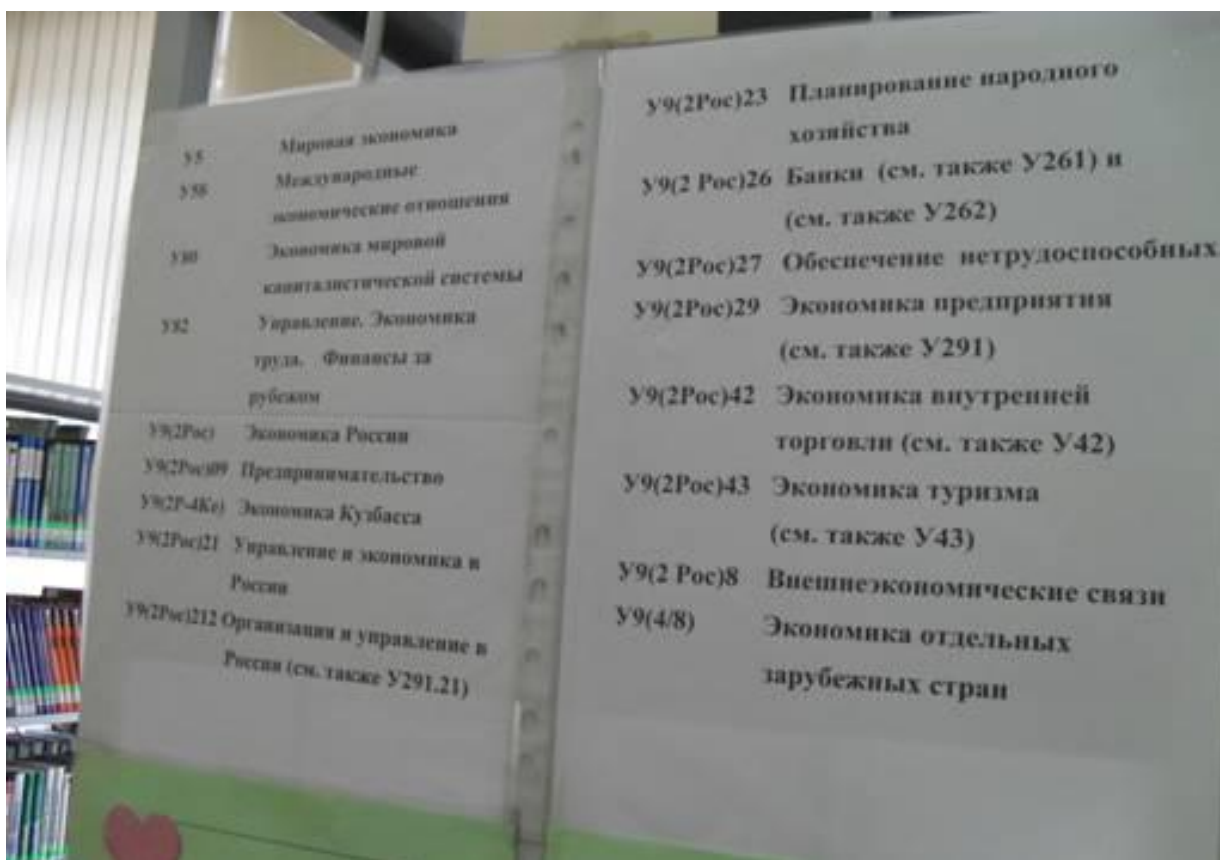 У5 Мировая экономика
У58 Международные
экономические отношения
У80 Экономика мировой
капиталистической системы
У82 Управление. Экономика
труда. Финансы за
рубежом
У9(2Рос) Экономика России
У9(2Рос)09 Предпринимательство
У9(2Р-4Ке) Экономика Кузбасса
У9(2Рос)21 Управление и экономика в
России
У9(2Рос)212 Организация и управление в
России (см. также У291.21)
У9(2Рос)23 Планирование народного
хозяйства
У9(2 Рос)26 Банки (см. также У261) и
(см. также У262)
У9(2Рос)27 Обеспечение нетрудоспособных
У9(2Рос)29 Экономика предприятия
(см. также У291)
У9(2Рос)42 Экономика внутренней
торговли (см. также У42)
У9(2Рос)43 Экономика туризма
(см. также У43)
У9(2 Рос)8 Внешнеэкономические связи
У9(4/8) Экономика отдельных
зарубежных стран